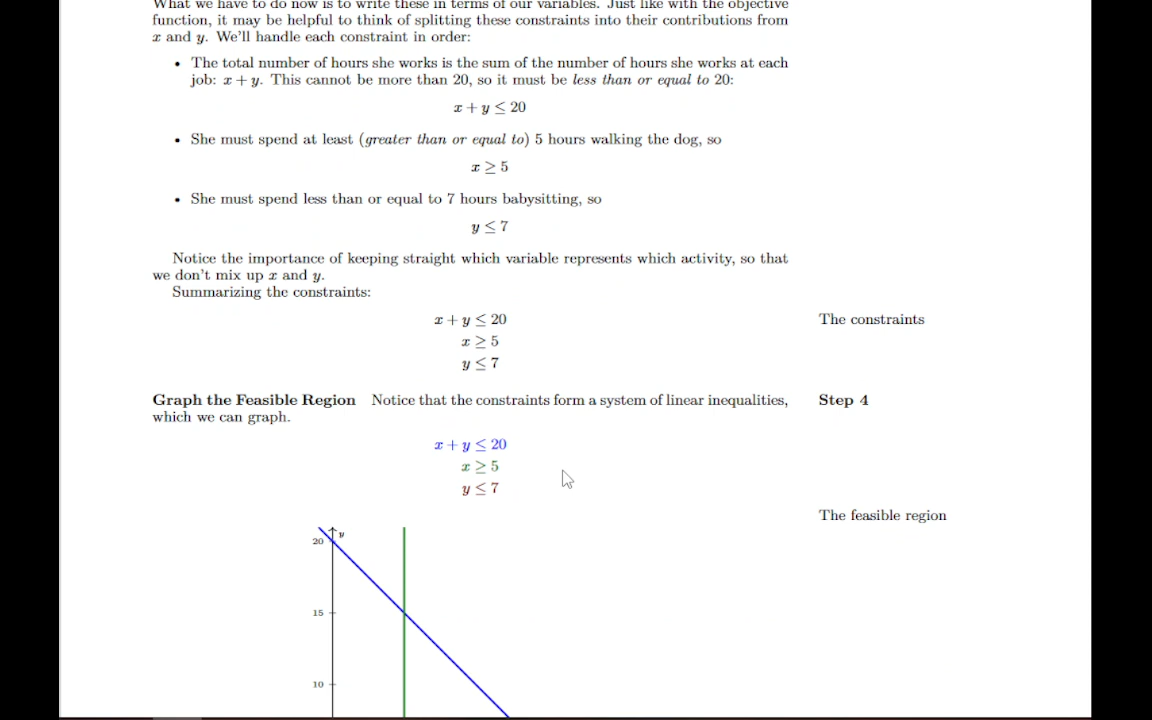 What we have to do now is to write these in terms of our variables. Just like with the objective
function, it may be helpful to think of splitting these constraints into their contributions from
x and y. We'll handle each constraint in order:
• The total number of hours she works is the sum of the number of hours she works at each
job: x + y. This cannot be more than 20, so it must be less than or equal to 20:
x + y ≤ 20
• She must spend at least (greater than or equal to) 5 hours walking the dog, so
x ≥ 5
• She must spend less than or equal to 7 hours babysitting, so
y ≤ 7
Notice the importance of keeping straight which variable represents which activity, so that
we don't mix up x and y.
Summarizing the constraints:
x + y ≤ 20 The constraints
x ≥ 5
y ≤ 7
Graph the Feasible Region Notice that the constraints form a system of linear inequalities, Step 4
which we can graph.
x + y ≤ 20
x ≥ 5
y ≤ 7
The feasible region
y
20
15
10